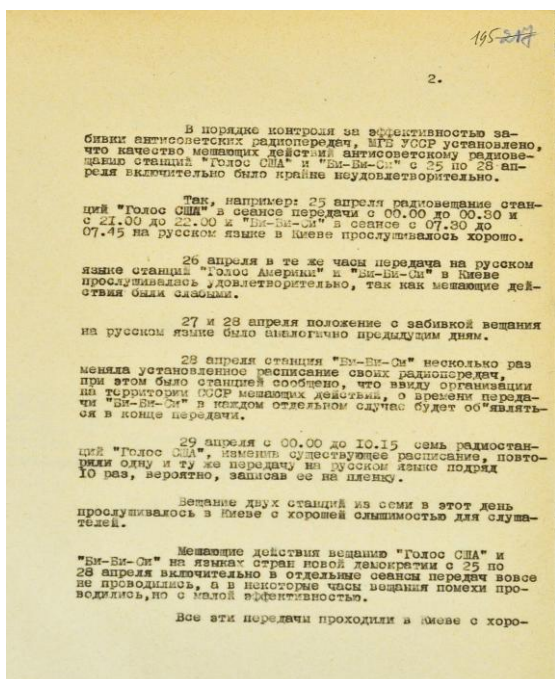 195 217
2.
В порядке контроля за эффективностью за-
бивки антисоветских радиопередач, МГБ УССР установлено,
что качество мешающих действий антисоветскому радиове-
щанию станций "Голос США" и "Би-Би-Си" с 25 по 28 ап-
реля включительно было крайне неудовлетворительно.
Так, например: 25 апреля радиовещание стан-
ций "Голос США" в сеансе передачи с 00.00 до 00.30 и
с 21.00 до 22.00 и "Би-Би-Си" в сеансе с 07.30 до
07.45 на русском языке в Киеве прослушивалось хорошо.
26 апреля в те же часы передача на русском
языке станций "Голос Америки" и "Би-Би-Си" в Киеве
прослушивалась удовлетворительно, так как мешающие дей-
ствия были слабыми.
27 и 28 апреля положение с забивкой вещания
на русском языке было аналогично предыдущим дням.
28 апреля станция "Би-Би-Си" несколько раз
меняла установленное расписание своих радиопередач,
при этом было станцией сообщено, что ввиду организации
на территории СССР мешающих действий, о времени переда-
чи "Би-Би-Си" в каждом отдельном случае будет об"являть-
ся в конце передачи.
29 апреля с 00.00 до 10.15 семь радиостан-
ций "Голос США", изменив существующее расписание, повто-
рили одну и ту же передачу на русском языке подряд
10 раз, вероятно, записав ее на пленку.
Вещание двух станций из семи в этот день
прослушивалось в Киеве с хорошей слышимостью для слуша-
телей.
Мешающие действия вещанию "Голос США" и
"Би-Би-Си" на языках стран новой демократии с 25 по
28 апреля включительно в отдельные сеансы передач вовсе
не проводились, а в некоторые часы вещания помехи про-
водились,но с малой эффективностью.
Все эти передачи проходили в Киеве с хоро-